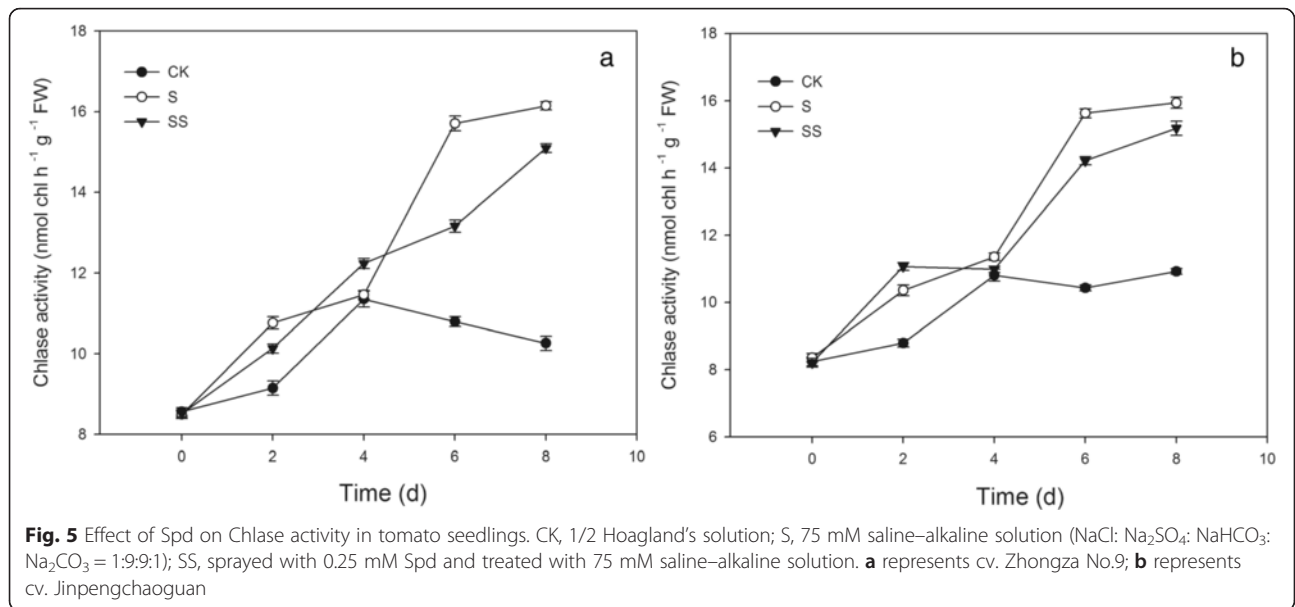 a
CK
S
SS
18
16
14
12
10
8
0 2 4 6 8 10
Chlase activity (nmol chl h ⁻¹ g ⁻¹ FW)
Time (d)
b
CK
S
SS
18
16
14
12
10
8
6
0 2 4 6 8 10
Chlase activity (nmol chl h ⁻¹ g ⁻¹ FW)
Time (d)
Fig. 5 Effect of Spd on Chlase activity in tomato seedlings. CK, 1/2 Hoagland's solution; S, 75 mM saline–alkaline solution (NaCl: Na₂SO₄: NaHCO₃:
Na₂CO₃ = 1:9:9:1); SS, sprayed with 0.25 mM Spd and treated with 75 mM saline–alkaline solution. a represents cv. Zhongza No.9; b represents
cv. Jinpengchaoguan